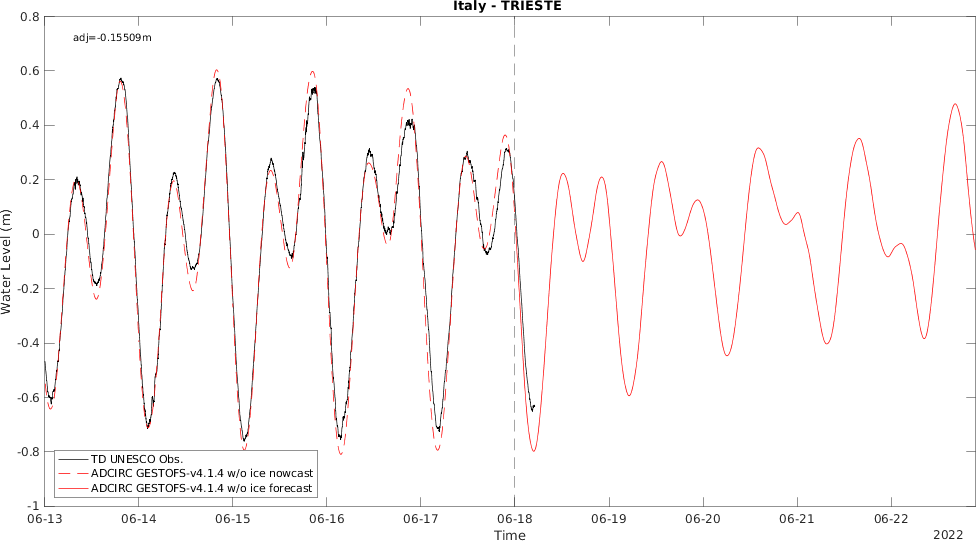 Italy - TRIESTE
adj=-0.15509m
0.8
0.6
0.4
0.2
0
-0.2
-0.4
-0.6
-0.8
-1
Water Level (m)
TD UNESCO Obs.
ADCIRC GESTOFS-v4.1.4 w/o ice nowcast
ADCIRC GESTOFS-v4.1.4 w/o ice forecast
06-13 06-14 06-15 06-16 06-17 06-18 06-19 06-20 06-21 06-22
Time
2022